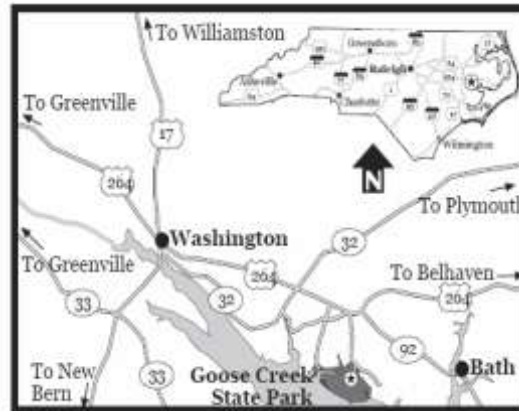 To Williamston
To Greenville
17
264
Greensboro
Raleigh
Asheville
Charlotte
Wilmington
N
To Plymouth
Washington
32
To Greenville
264
To Belhaven
33
32
264
92
To New
Bern
33
Goose Creek
State Park
Bath